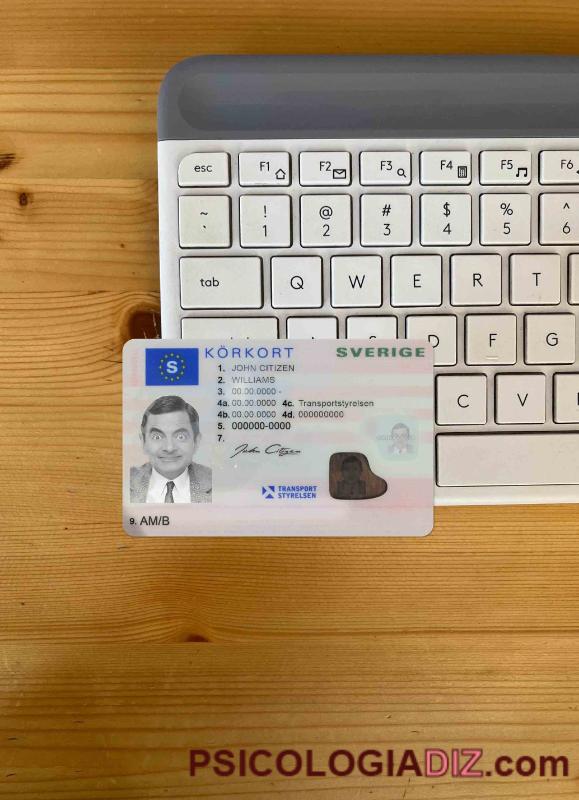 esc F1 F2 F3 F4 F5 F6
~ ! @ # $ % ^
` 1 2 3 4 5 6
tab Q W E R T
D F G
C V
S KÖRKORT SVERIGE
1. JOHN CITIZEN
2. WILLIAMS
3. 00.00.0000 -
4a. 00.00.0000 4c. Transportstyrelsen
4b. 00.00.0000 4d. 000000000
5. 000000-0000
7.
John Citizen
TRANSPORT
STYRELSEN
9. AM/B
PSICOLOGIADIZ.com